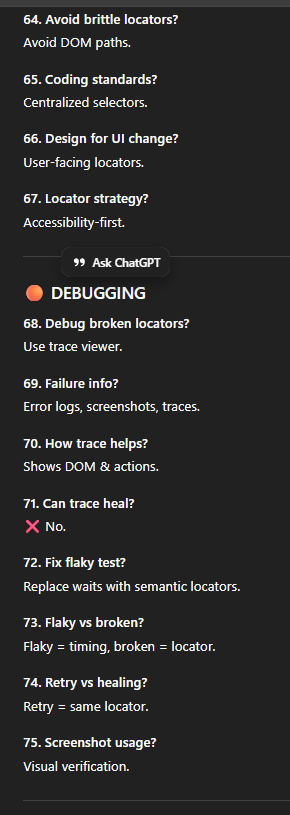 64. Avoid brittle locators?
Avoid DOM paths.
65. Coding standards?
Centralized selectors.
66. Design for UI change?
User-facing locators.
67. Locator strategy?
Accessibility-first.
Ask ChatGPT
DEBUGGING
68. Debug broken locators?
Use trace viewer.
69. Failure info?
Error logs, screenshots, traces.
70. How trace helps?
Shows DOM & actions.
71. Can trace heal?
❌ No.
72. Fix flaky test?
Replace waits with semantic locators.
73. Flaky vs broken?
Flaky = timing, broken = locator.
74. Retry vs healing?
Retry = same locator.
75. Screenshot usage?
Visual verification.